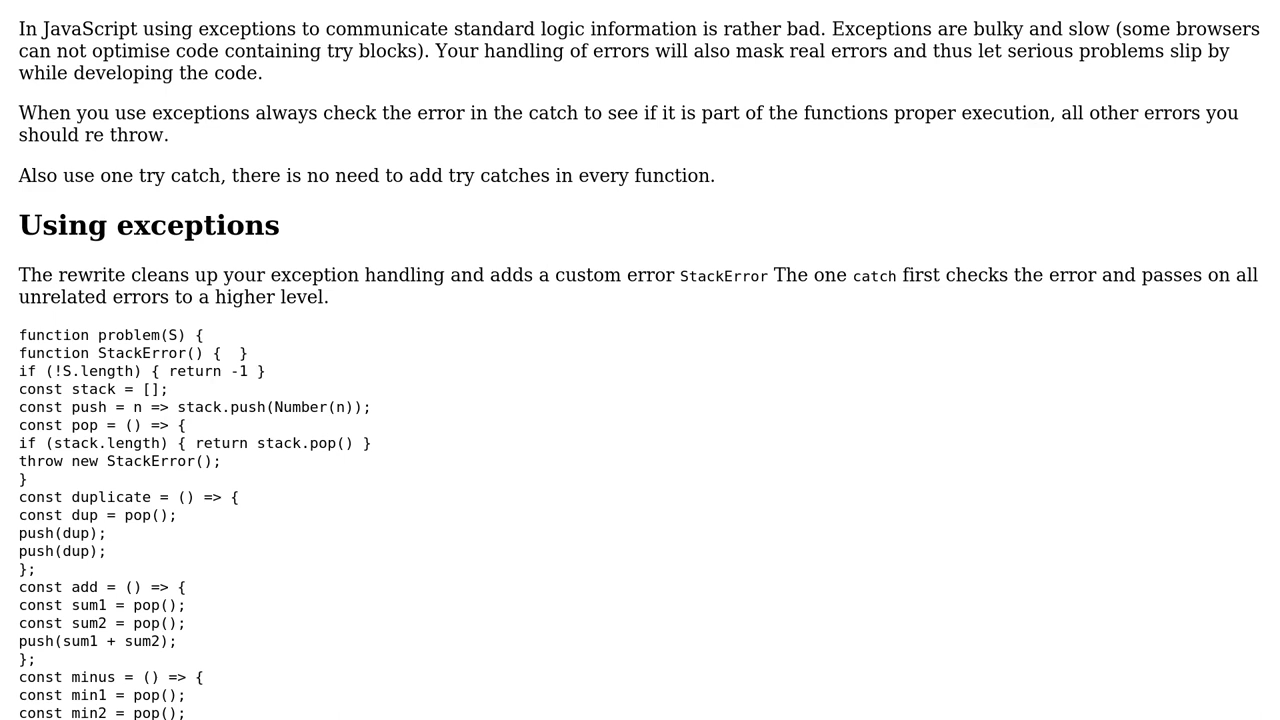 In JavaScript using exceptions to communicate standard logic information is rather bad. Exceptions are bulky and slow (some browsers
can not optimise code containing try blocks). Your handling of errors will also mask real errors and thus let serious problems slip by
while developing the code.
When you use exceptions always check the error in the catch to see if it is part of the functions proper execution, all other errors you
should re throw.
Also use one try catch, there is no need to add try catches in every function.
Using exceptions
The rewrite cleans up your exception handling and adds a custom error StackError The one catch first checks the error and passes on all
unrelated errors to a higher level.
function problem(S) {
function StackError() {  }
if (!S.length) { return -1 }
const stack = [];
const push = n => stack.push(Number(n));
const pop = () => {
if (stack.length) { return stack.pop() }
throw new StackError();
}
const duplicate = () => {
const dup = pop();
push(dup);
push(dup);
};
const add = () => {
const sum1 = pop();
const sum2 = pop();
push(sum1 + sum2);
};
const minus = () => {
const min1 = pop();
const min2 = pop();